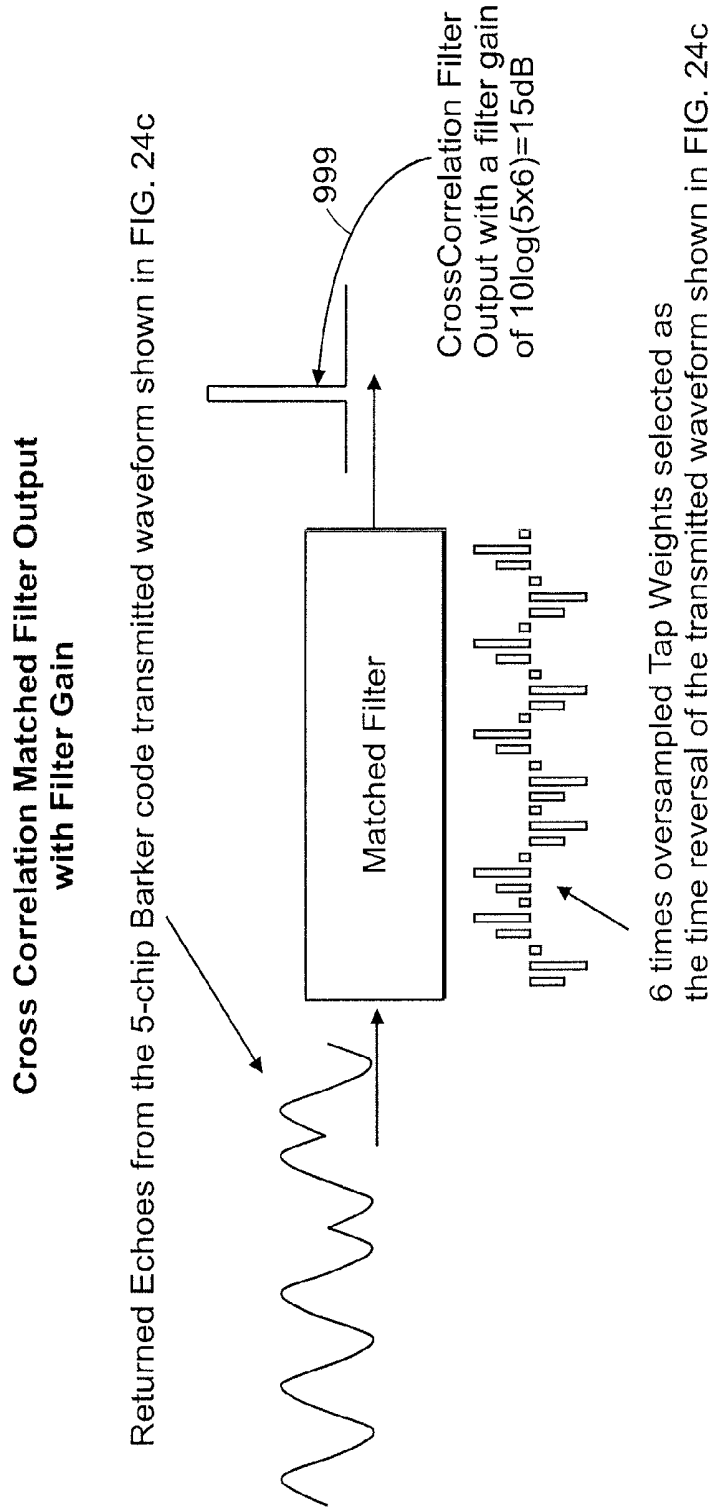 Cross Correlation Matched Filter Output
with Filter Gain
Returned Echoes from the 5-chip Barker code transmitted waveform shown in FIG. 24c
999
Matched Filter
CrossCorrelation Filter
Output with a filter gain
of 10log(5x6)=15dB
6 times oversampled Tap Weights selected as
the time reversal of the transmitted waveform shown in FIG. 24c